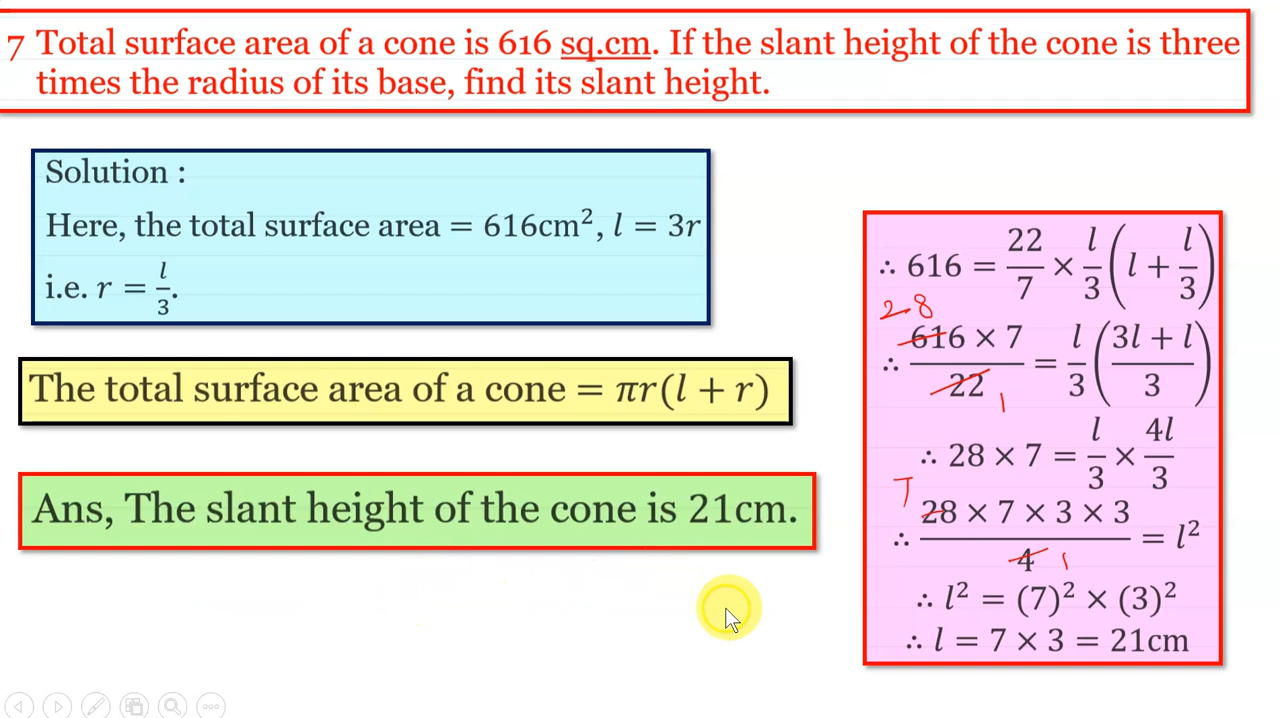 7 Total surface area of a cone is 616 sq.cm. If the slant height of the cone is three
times the radius of its base, find its slant height.
Solution :
Here, the total surface area = 616cm², l = 3r
i.e. r = l/3.
The total surface area of a cone = πr(l + r)
Ans, The slant height of the cone is 21cm.
∴ 616 = 22/7 × l/3 (l + l/3)
28
∴ (616 × 7)/22 = l/3 ((3l + l)/3)
1
∴ 28 × 7 = l/3 × 4l/3
7
∴ (28 × 7 × 3 × 3)/4 = l²
1
∴ l² = (7)² × (3)²
∴ l = 7 × 3 = 21cm